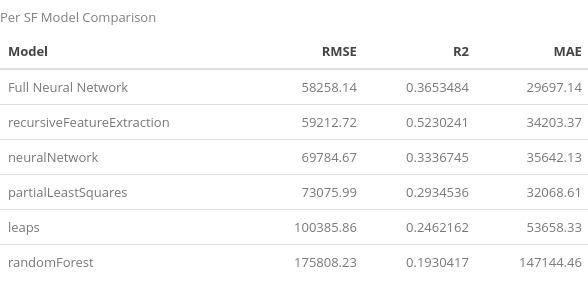 Per SF Model Comparison
Model RMSE R2 MAE
Full Neural Network 58258.14 0.3653484 29697.14
recursiveFeatureExtraction 59212.72 0.5230241 34203.37
neuralNetwork 69784.67 0.3336745 35642.13
partialLeastSquares 73075.99 0.2934536 32068.61
leaps 100385.86 0.2462162 53658.33
randomForest 175808.23 0.1930417 147144.46